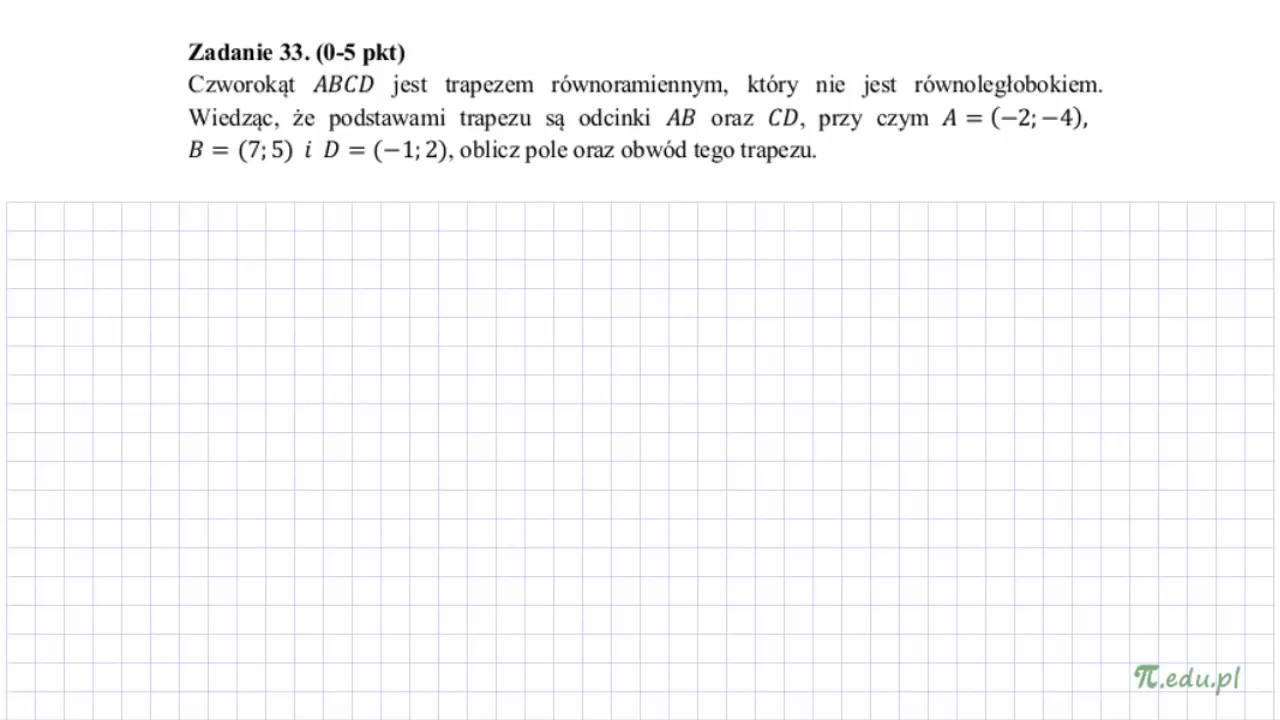 Zadanie 33. (0-5 pkt)
Czworokąt ABCD jest trapezem równoramiennym, który nie jest równoległobokiem.
Wiedząc, że podstawami trapezu są odcinki AB oraz CD, przy czym A = (−2; −4),
B = (7; 5) i D = (−1; 2), oblicz pole oraz obwód tego trapezu.
π.edu.pl